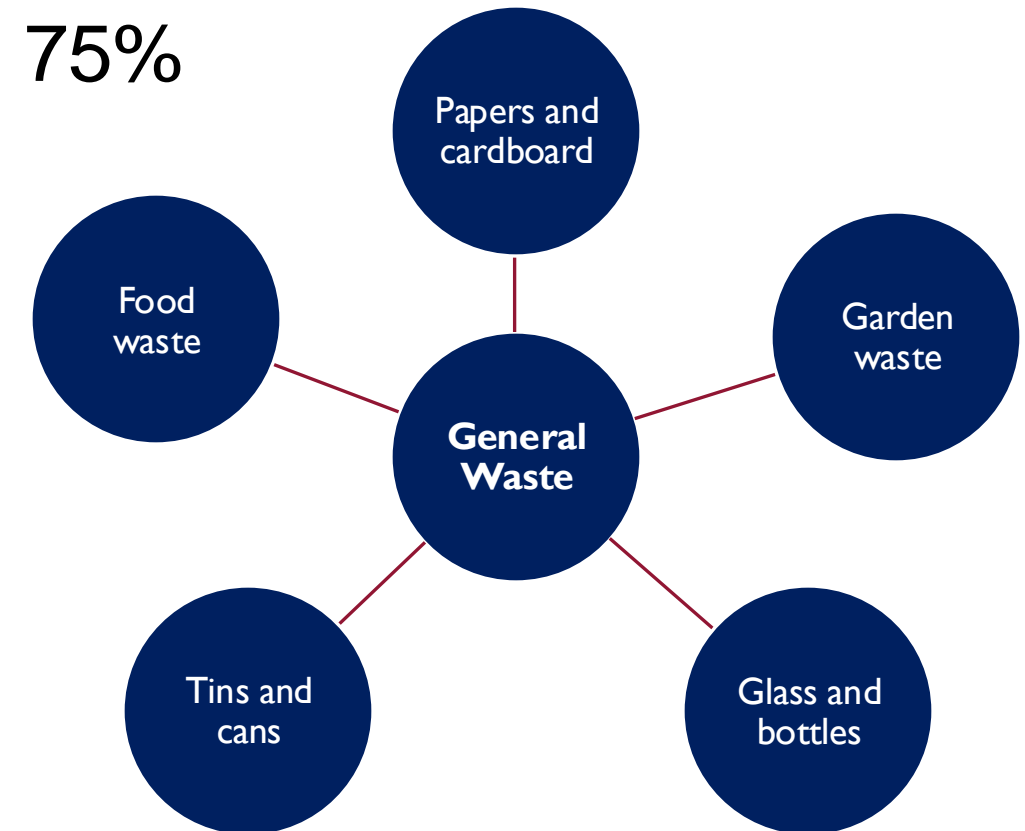 75%
Papers and
cardboard
Food
waste
Garden
waste
General
Waste
Tins and
cans
Glass and
bottles